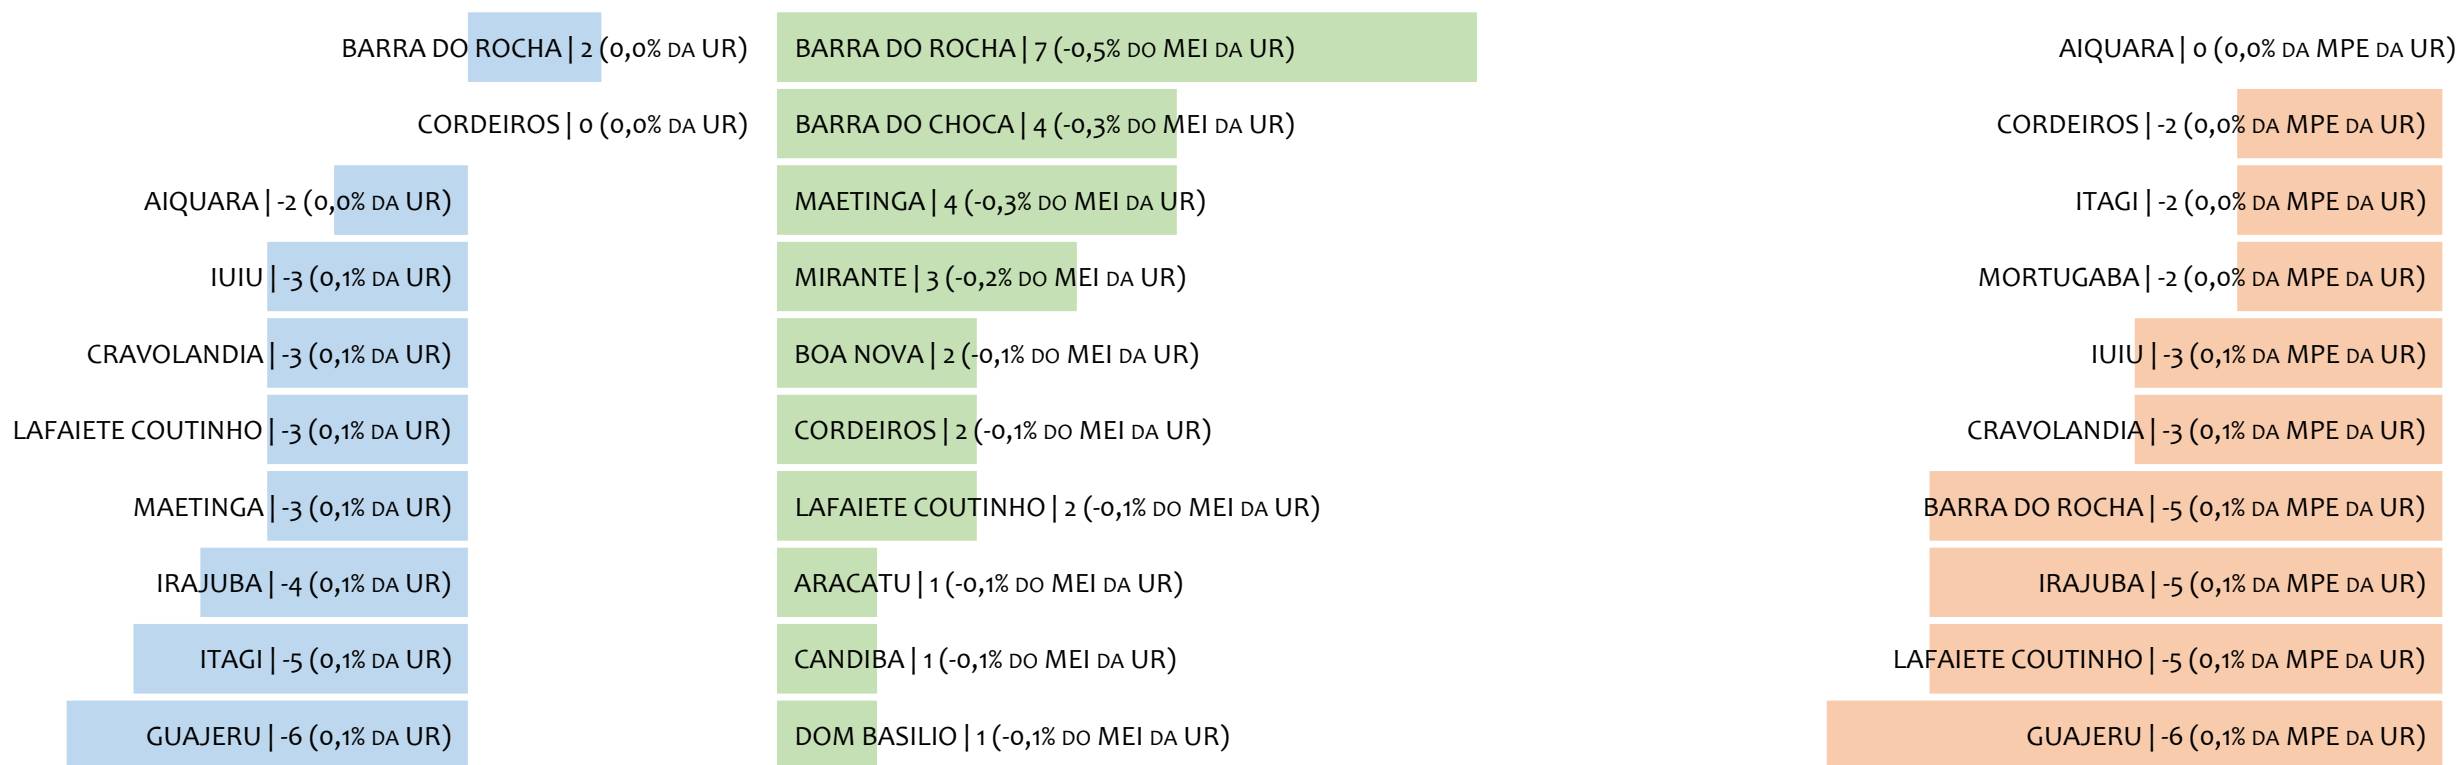 BARRA DO ROCHA | 2 (0,0% DA UR)
CORDEIROS | 0 (0,0% DA UR)
AIQUARA | -2 (0,0% DA UR)
IUIU | -3 (0,1% DA UR)
CRAVOLANDIA | -3 (0,1% DA UR)
LAFAIETE COUTINHO | -3 (0,1% DA UR)
MAETINGA | -3 (0,1% DA UR)
IRAJUBA | -4 (0,1% DA UR)
ITAGI | -5 (0,1% DA UR)
GUAJERU | -6 (0,1% DA UR)
BARRA DO ROCHA | 7 (-0,5% DO MEI DA UR)
BARRA DO CHOCA | 4 (-0,3% DO MEI DA UR)
MAETINGA | 4 (-0,3% DO MEI DA UR)
MIRANTE | 3 (-0,2% DO MEI DA UR)
BOA NOVA | 2 (-0,1% DO MEI DA UR)
CORDEIROS | 2 (-0,1% DO MEI DA UR)
LAFAIETE COUTINHO | 2 (-0,1% DO MEI DA UR)
ARACATU | 1 (-0,1% DO MEI DA UR)
CANDIBA | 1 (-0,1% DO MEI DA UR)
DOM BASILIO | 1 (-0,1% DO MEI DA UR)
AIQUARA | 0 (0,0% DA MPE DA UR)
CORDEIROS | -2 (0,0% DA MPE DA UR)
ITAGI | -2 (0,0% DA MPE DA UR)
MORTUGABA | -2 (0,0% DA MPE DA UR)
IUIU | -3 (0,1% DA MPE DA UR)
CRAVOLANDIA | -3 (0,1% DA MPE DA UR)
BARRA DO ROCHA | -5 (0,1% DA MPE DA UR)
IRAJUBA | -5 (0,1% DA MPE DA UR)
LAFAIETE COUTINHO | -5 (0,1% DA MPE DA UR)
GUAJERU | -6 (0,1% DA MPE DA UR)